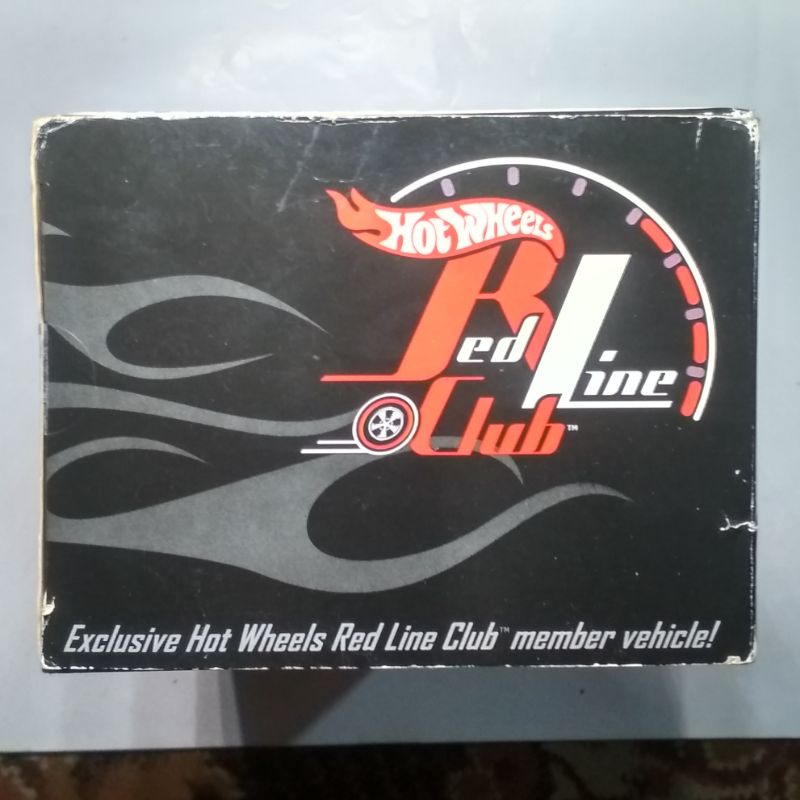 Hot Wheels
Red Line
Club™
Exclusive Hot Wheels Red Line Club™ member vehicle!